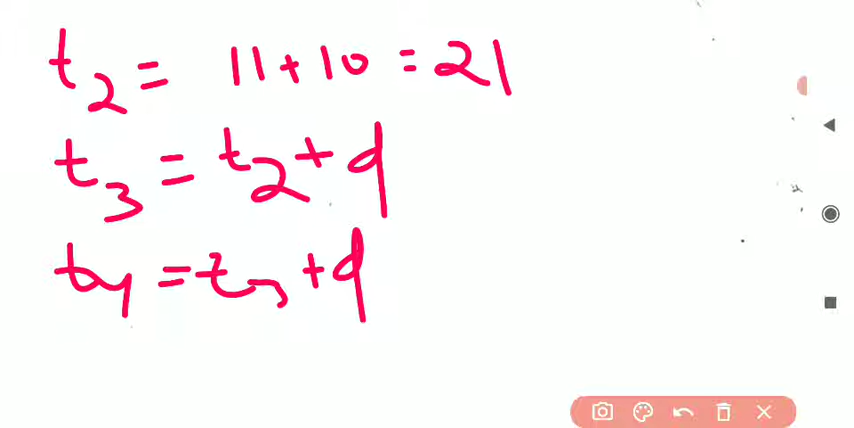 t₂ = 11 + 10 = 21
t₃ = t₂ + d
t₄ = t₃ + d